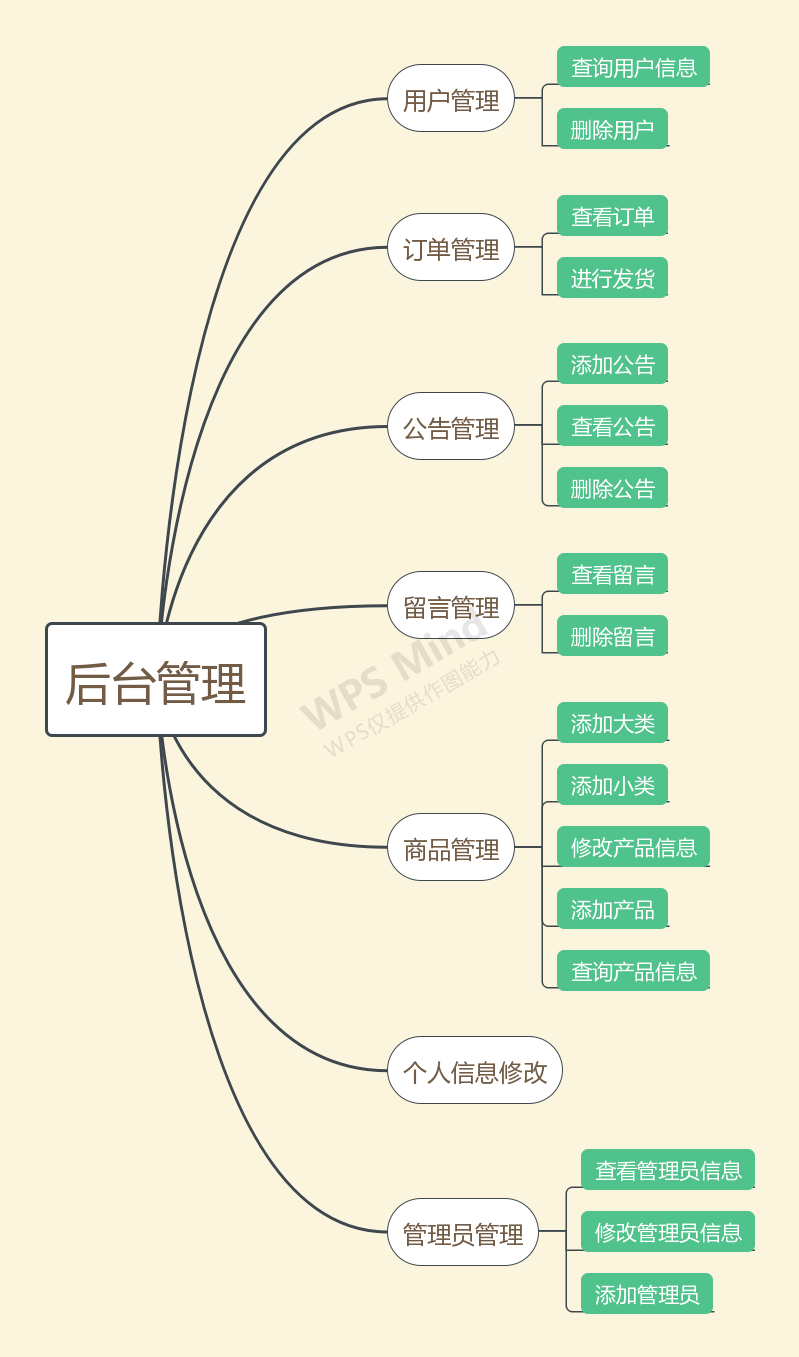 用户管理
查询用户信息
删除用户
订单管理
查看订单
进行发货
公告管理
添加公告
查看公告
删除公告
留言管理
查看留言
删除留言
后台管理
WPS Mind
WPS仅提供作图能力
商品管理
添加大类
添加小类
修改产品信息
添加产品
查询产品信息
个人信息修改
管理员管理
查看管理员信息
修改管理员信息
添加管理员